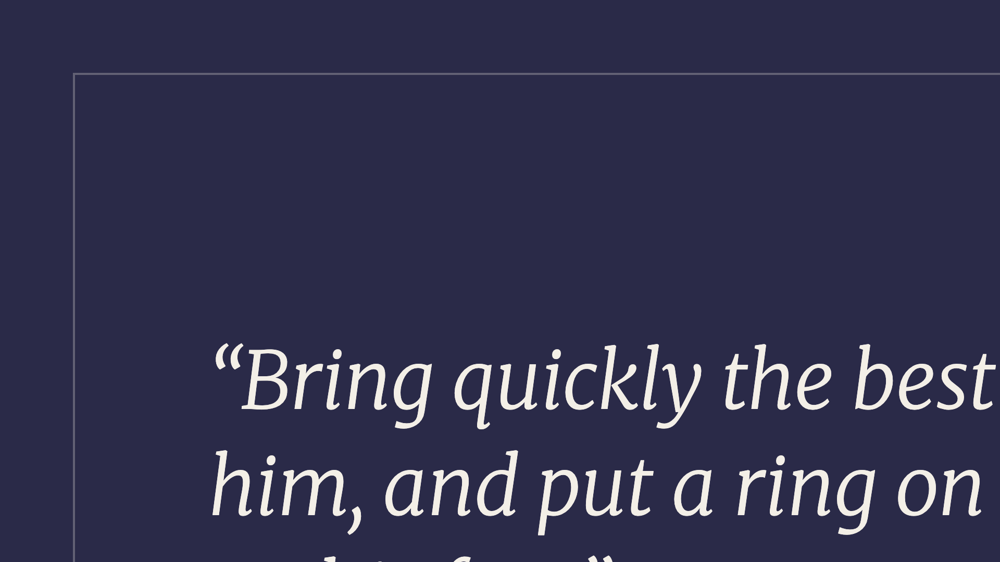 “Bring quickly the best
him, and put a ring on